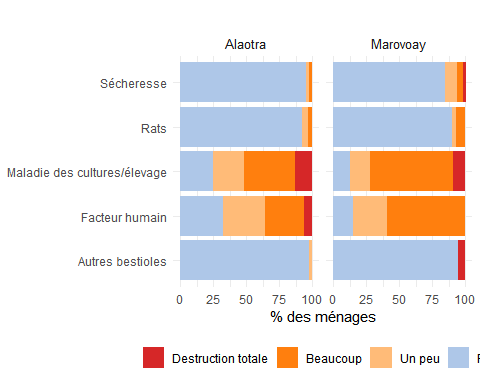 Alaotra
Marovoay
Sécheresse
Rats
Maladie des cultures/élevage
Facteur humain
Autres bestioles
0 25 50 75 100
0 25 50 75 100
% des ménages
Destruction totale
Beaucoup
Un peu